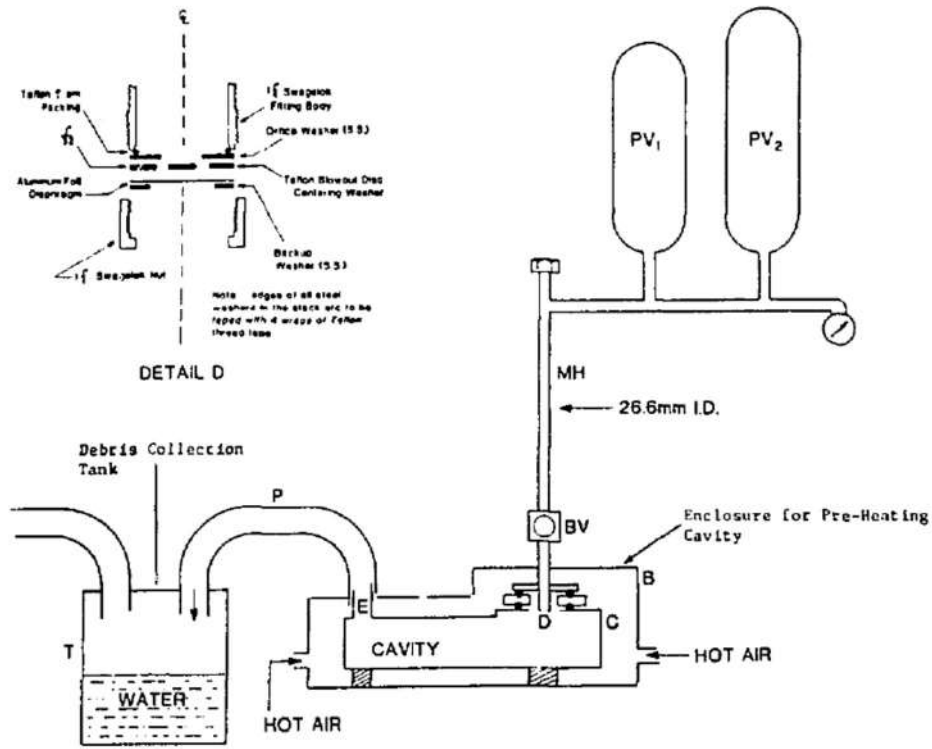 ℄
Teflon
Packing
Swagelok
Fitting Body
Orifice Washer (S.S)
Aluminum Foil
Diaphragm
Teflon Blowout Disc
Centering Washer
Swagelok Nut
Backup
Washer (S.S)
Note: edges of all steel
washers in the stack are to be
taped with 4 wraps of Teflon
thread tape
DETAIL D
PV₁
PV₂
MH
26.6mm I.D.
Debris Collection
Tank
P
BV
Enclosure for Pre-Heating
Cavity
B
E
D
C
T
CAVITY
HOT AIR
WATER
HOT AIR